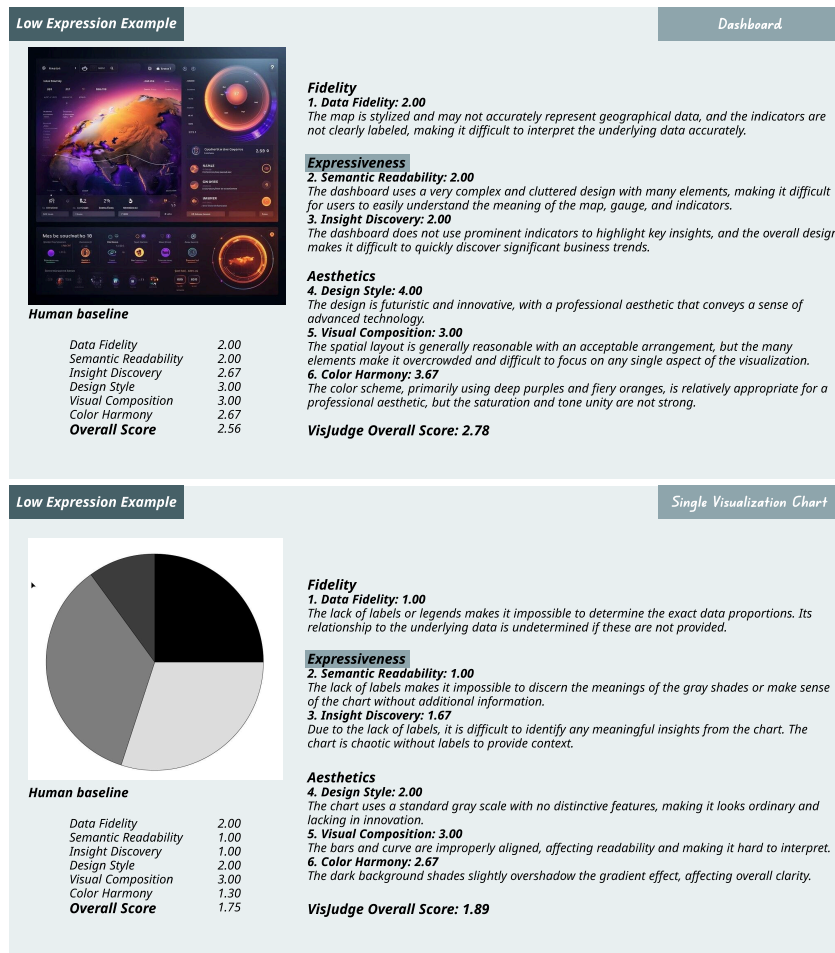 Low Expression Example
Dashboard
Fidelity
1. Data Fidelity: 2.00
The map is stylized and may not accurately represent geographical data, and the indicators are
not clearly labeled, making it difficult to interpret the underlying data accurately.
Expressiveness
2. Semantic Readability: 2.00
The dashboard uses a very complex and cluttered design with many elements, making it difficult
for users to easily understand the meaning of the map, gauge, and indicators.
3. Insight Discovery: 2.00
The dashboard does not use prominent indicators to highlight key insights, and the overall design
makes it difficult to quickly discover significant business trends.
Aesthetics
4. Design Style: 4.00
The design is futuristic and innovative, with a professional aesthetic that conveys a sense of
advanced technology.
5. Visual Composition: 3.00
The spatial layout is generally reasonable with an acceptable arrangement, but the many
elements make it overcrowded and difficult to focus on any single aspect of the visualization.
6. Color Harmony: 3.67
The color scheme, primarily using deep purples and fiery oranges, is relatively appropriate for a
professional aesthetic, but the saturation and tone unity are not strong.
VisJudge Overall Score: 2.78
Human baseline
Data Fidelity 2.00
Semantic Readability 2.00
Insight Discovery 2.67
Design Style 3.00
Visual Composition 3.00
Color Harmony 2.67
Overall Score 2.56
Low Expression Example
Single Visualization Chart
Fidelity
1. Data Fidelity: 1.00
The lack of labels or legends makes it impossible to determine the exact data proportions. Its
relationship to the underlying data is undetermined if these are not provided.
Expressiveness
2. Semantic Readability: 1.00
The lack of labels makes it impossible to discern the meanings of the gray shades or make sense
of the chart without additional information.
3. Insight Discovery: 1.67
Due to the lack of labels, it is difficult to identify any meaningful insights from the chart. The
chart is chaotic without labels to provide context.
Aesthetics
4. Design Style: 2.00
The chart uses a standard gray scale with no distinctive features, making it looks ordinary and
lacking in innovation.
5. Visual Composition: 3.00
The bars and curve are improperly aligned, affecting readability and making it hard to interpret.
6. Color Harmony: 2.67
The dark background shades slightly overshadow the gradient effect, affecting overall clarity.
VisJudge Overall Score: 1.89
Human baseline
Data Fidelity 2.00
Semantic Readability 1.00
Insight Discovery 1.00
Design Style 2.00
Visual Composition 3.00
Color Harmony 1.30
Overall Score 1.75